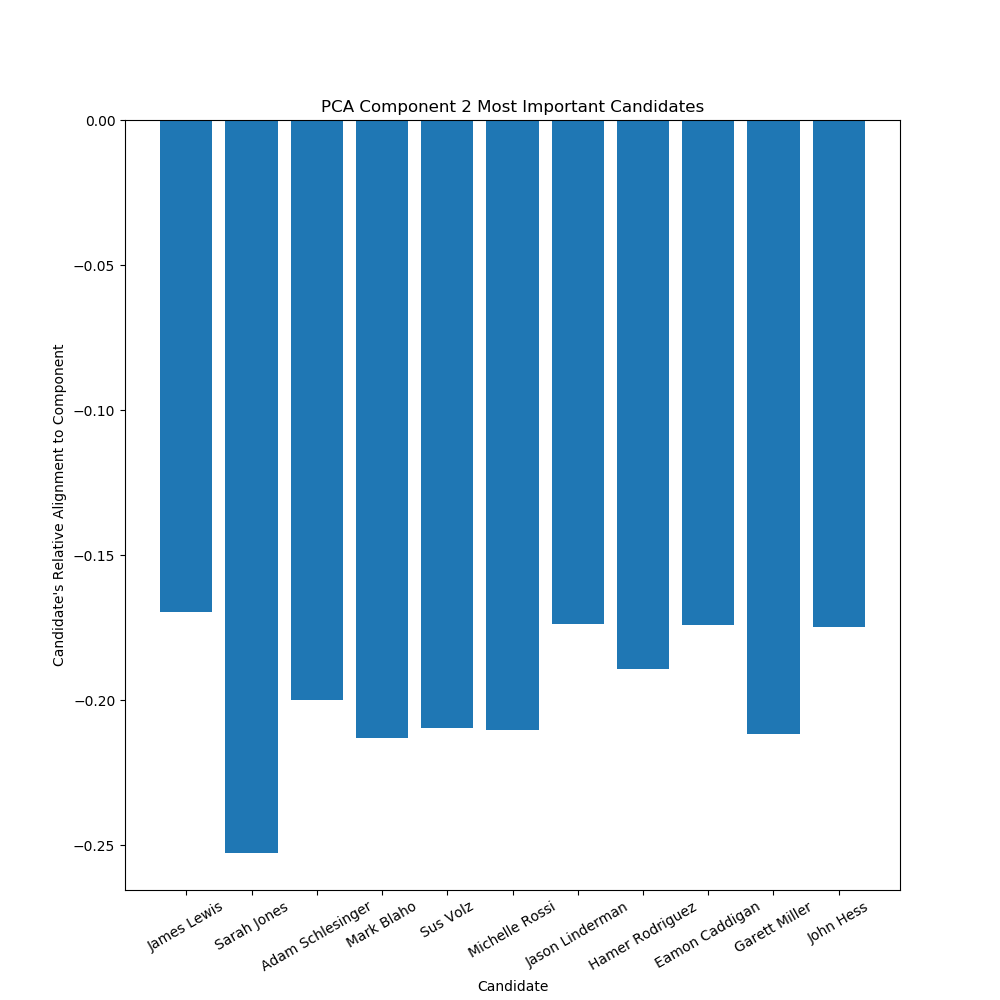 PCA Component 2 Most Important Candidates
0.00
−0.05
−0.10
−0.15
−0.20
−0.25
Candidate's Relative Alignment to Component
James Lewis
Sarah Jones
Adam Schlesinger
Mark Blaho
Sus Volz
Michelle Rossi
Jason Linderman
Hamer Rodriguez
Eamon Caddigan
Garett Miller
John Hess
Candidate